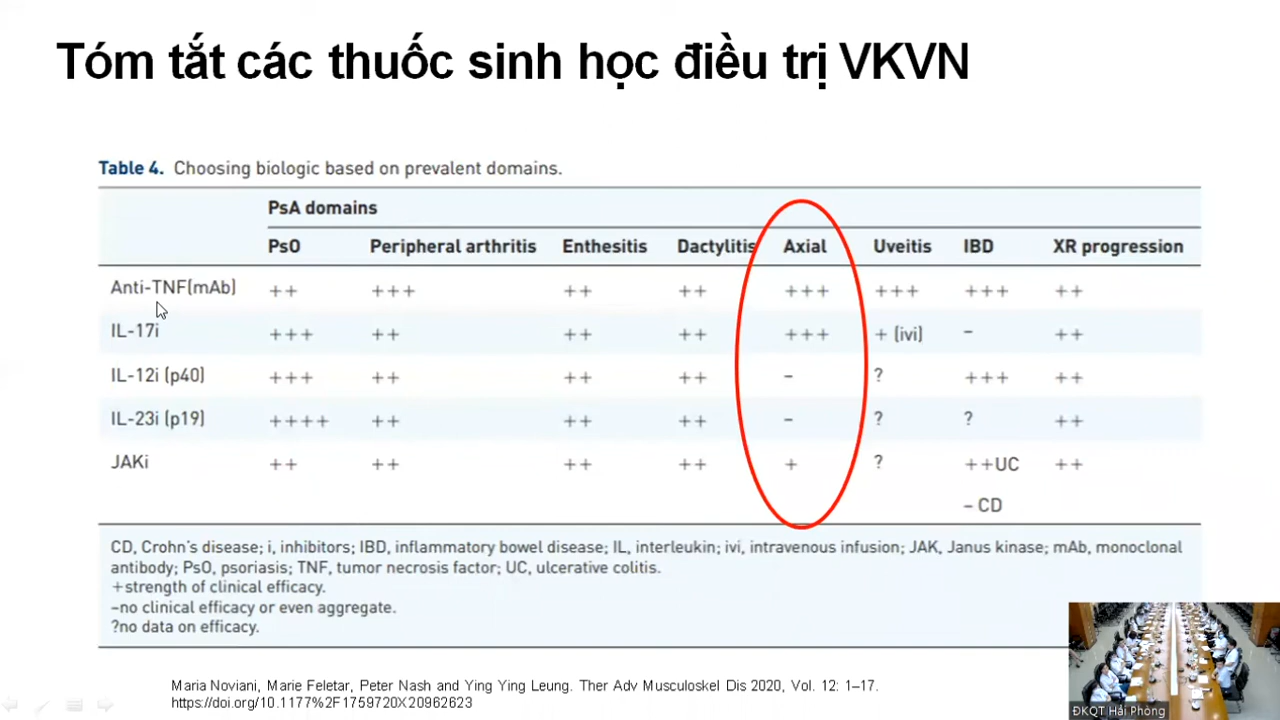 Tóm tắt các thuốc sinh học điều trị VKVN
Table 4. Choosing biologic based on prevalent domains.
PsA domains
PsO Peripheral arthritis Enthesitis Dactylitis Axial Uveitis IBD XR progression
Anti-TNF(mAb) ++ +++ ++ ++ +++ +++ +++ ++
IL-17i +++ ++ ++ ++ +++ + (ivi) – ++
IL-12i (p40) +++ ++ ++ ++ – ? +++ ++
IL-23i (p19) ++++ ++ ++ ++ – ? ? ++
JAKi ++ ++ ++ ++ + ? ++UC ++
– CD
CD, Crohn's disease; i, inhibitors; IBD, inflammatory bowel disease; IL, interleukin; ivi, intravenous infusion; JAK, Janus kinase; mAb, monoclonal
antibody; PsO, psoriasis; TNF, tumor necrosis factor; UC, ulcerative colitis.
+strength of clinical efficacy.
–no clinical efficacy or even aggregate.
?no data on efficacy.
Maria Noviani, Marie Feletar, Peter Nash and Ying Ying Leung. Ther Adv Musculoskel Dis 2020, Vol. 12: 1–17.
https://doi.org/10.1177%2F1759720X20962623
ĐKQT Hải Phòng